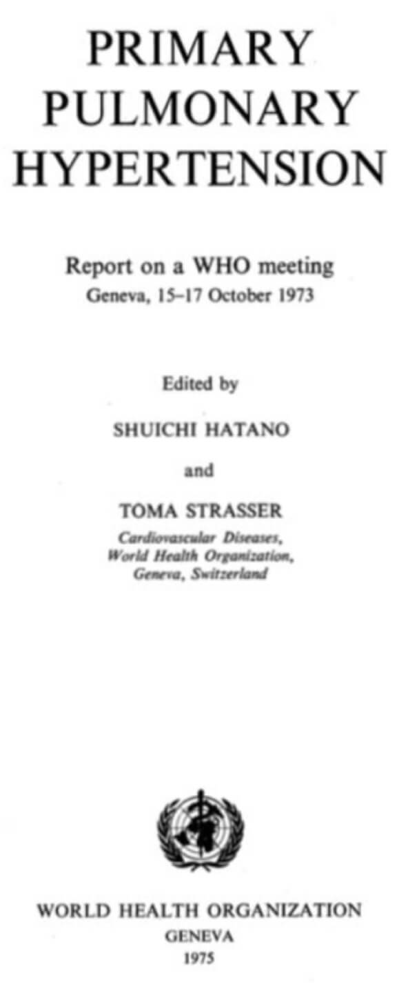 PRIMARY
PULMONARY
HYPERTENSION
Report on a WHO meeting
Geneva, 15–17 October 1973
Edited by
SHUICHI HATANO
and
TOMA STRASSER
Cardiovascular Diseases,
World Health Organization,
Geneva, Switzerland
WORLD HEALTH ORGANIZATION
GENEVA
1975